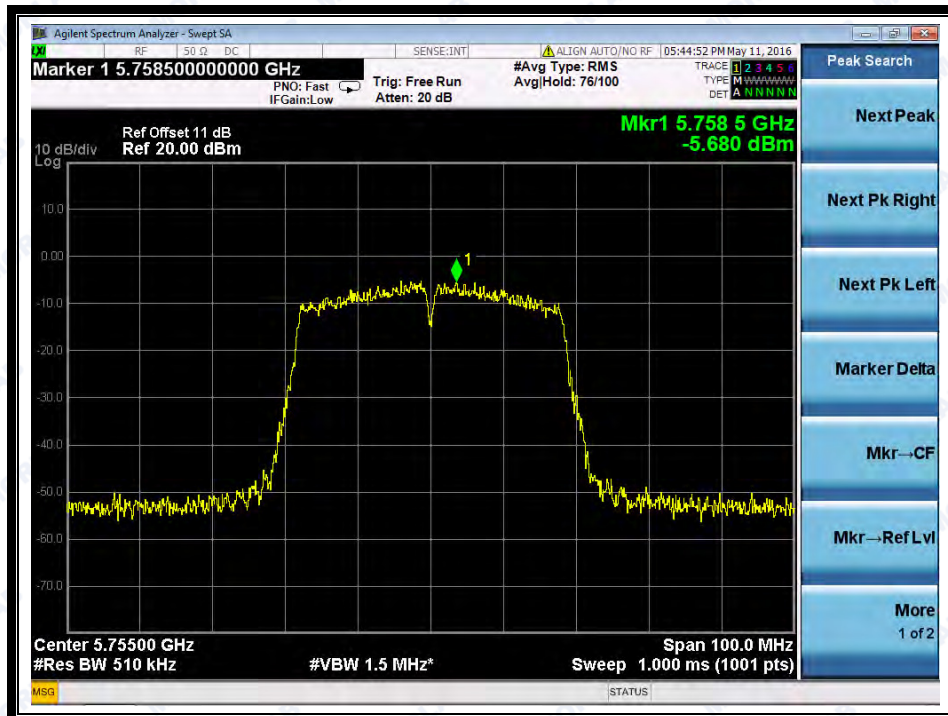 Agilent Spectrum Analyzer - Swept SA
LXI RF 50 Ω DC SENSE:INT ALIGN AUTO/NO RF 05:44:52 PM May 11, 2016
Marker 1 5.758500000000 GHz
PNO: Fast
IFGain:Low
Trig: Free Run
Atten: 20 dB
#Avg Type: RMS
Avg|Hold: 76/100
TRACE 1 2 3 4 5 6
TYPE M WWWWW
DET A N N N N N
Peak Search
Ref Offset 11 dB
10 dB/div Ref 20.00 dBm
Log
Mkr1 5.758 5 GHz
-5.680 dBm
10.0
0.00
-10.0
-20.0
-30.0
-40.0
-50.0
-60.0
-70.0
1
Center 5.75500 GHz
Span 100.0 MHz
#Res BW 510 kHz
#VBW 1.5 MHz*
Sweep 1.000 ms (1001 pts)
Next Peak
Next Pk Right
Next Pk Left
Marker Delta
Mkr→CF
Mkr→Ref Lvl
More
1 of 2
MSG
STATUS